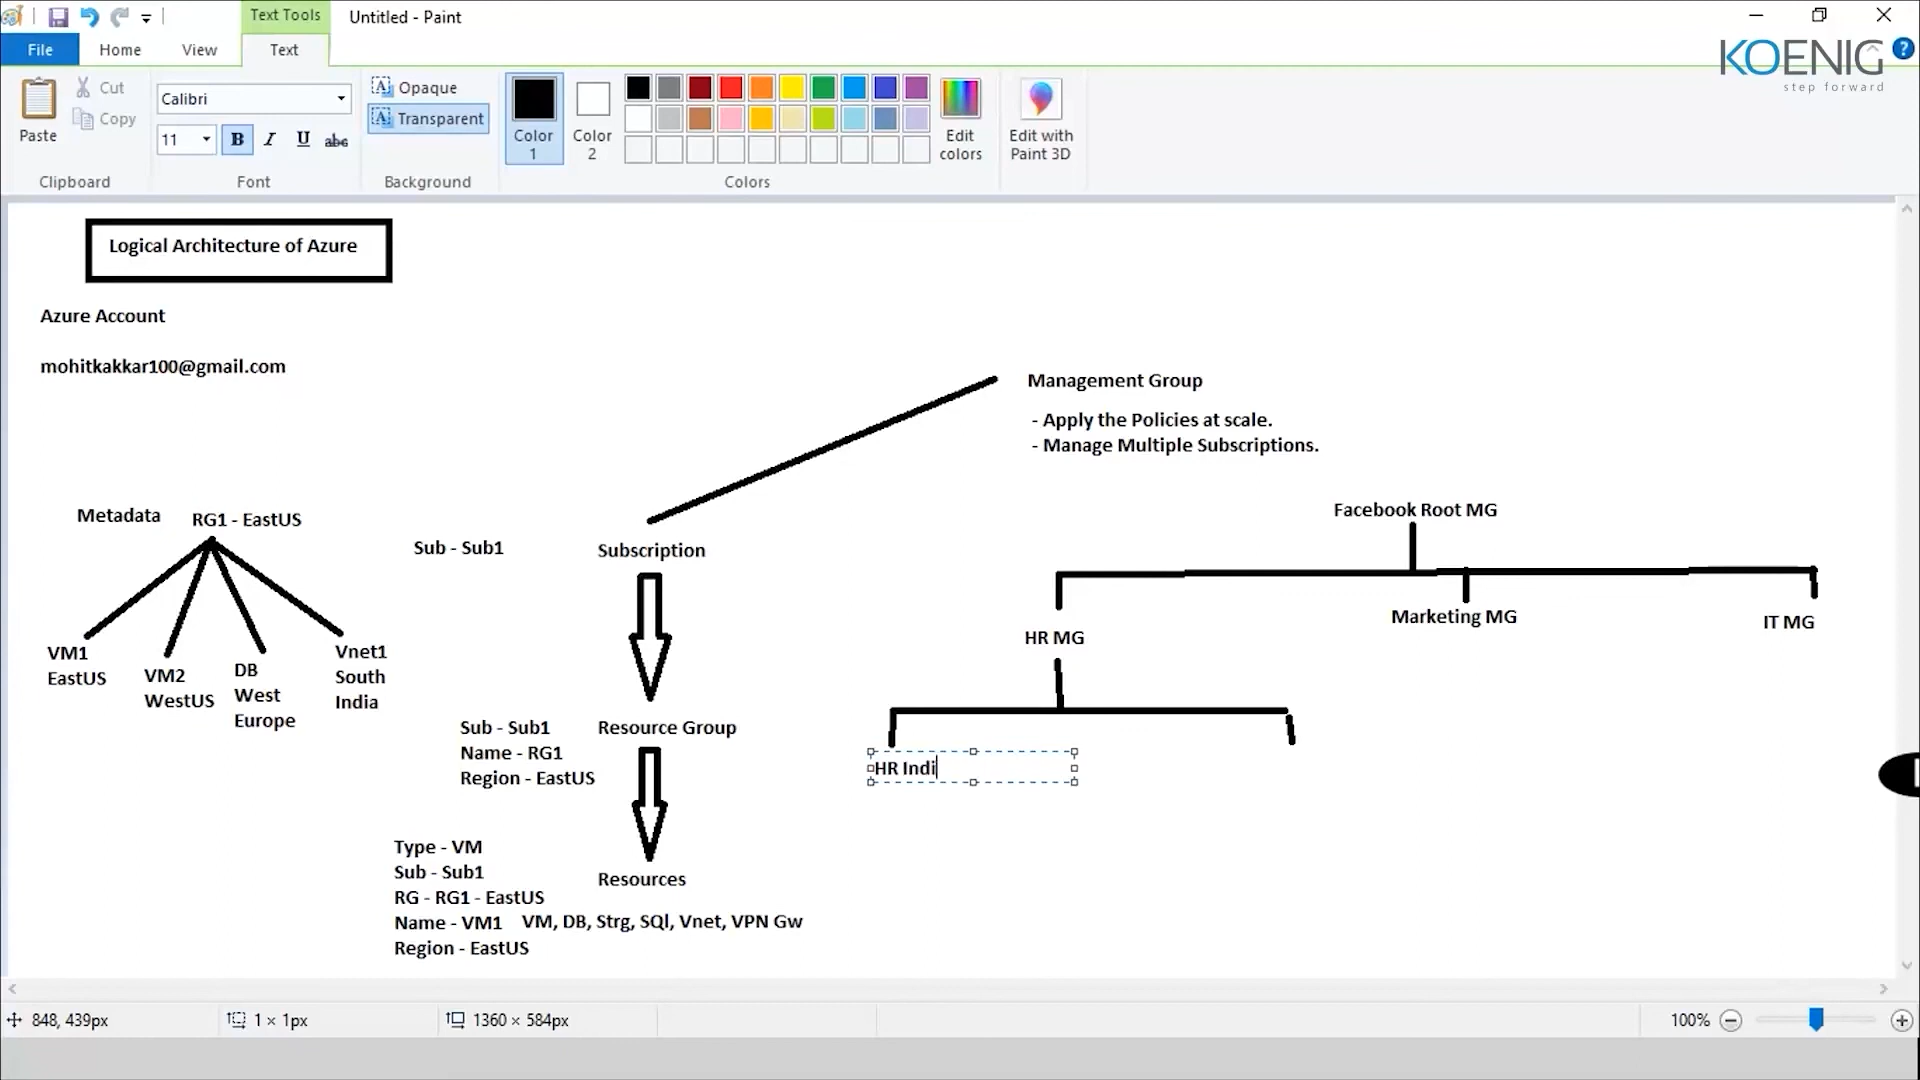 Text Tools
Untitled - Paint
File
Home
View
Text
KOENIG
step forward
Paste
Cut
Copy
Clipboard
Calibri
11
B
I
U
abc
Font
Opaque
Transparent
Background
Color
1
Color
2
Edit
colors
Colors
Edit with
Paint 3D
Logical Architecture of Azure
Azure Account
mohitkakkar100@gmail.com
Management Group
- Apply the Policies at scale.
- Manage Multiple Subscriptions.
Metadata
RG1 - EastUS
VM1
EastUS
VM2
WestUS
DB
West
Europe
Vnet1
South
India
Sub - Sub1
Subscription
Sub - Sub1
Name - RG1
Region - EastUS
Resource Group
Type - VM
Sub - Sub1
RG - RG1 - EastUS
Name - VM1
Region - EastUS
Resources
VM, DB, Strg, SQl, Vnet, VPN Gw
Facebook Root MG
HR MG
Marketing MG
IT MG
HR Indi
848, 439px
1 × 1px
1360 × 584px
100%